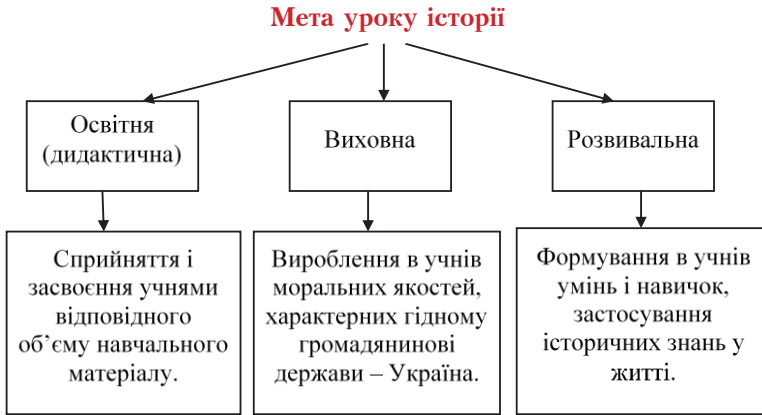 Мета уроку історії
Освітня
(дидактична)
Виховна
Розвивальна
Сприйняття і
засвоєння учнями
відповідного
об’єму навчального
матеріалу.
Вироблення в учнів
моральних якостей,
характерних гідному
громадянинові
держави – Україна.
Формування в учнів
умінь і навичок,
застосування
історичних знань у
житті.